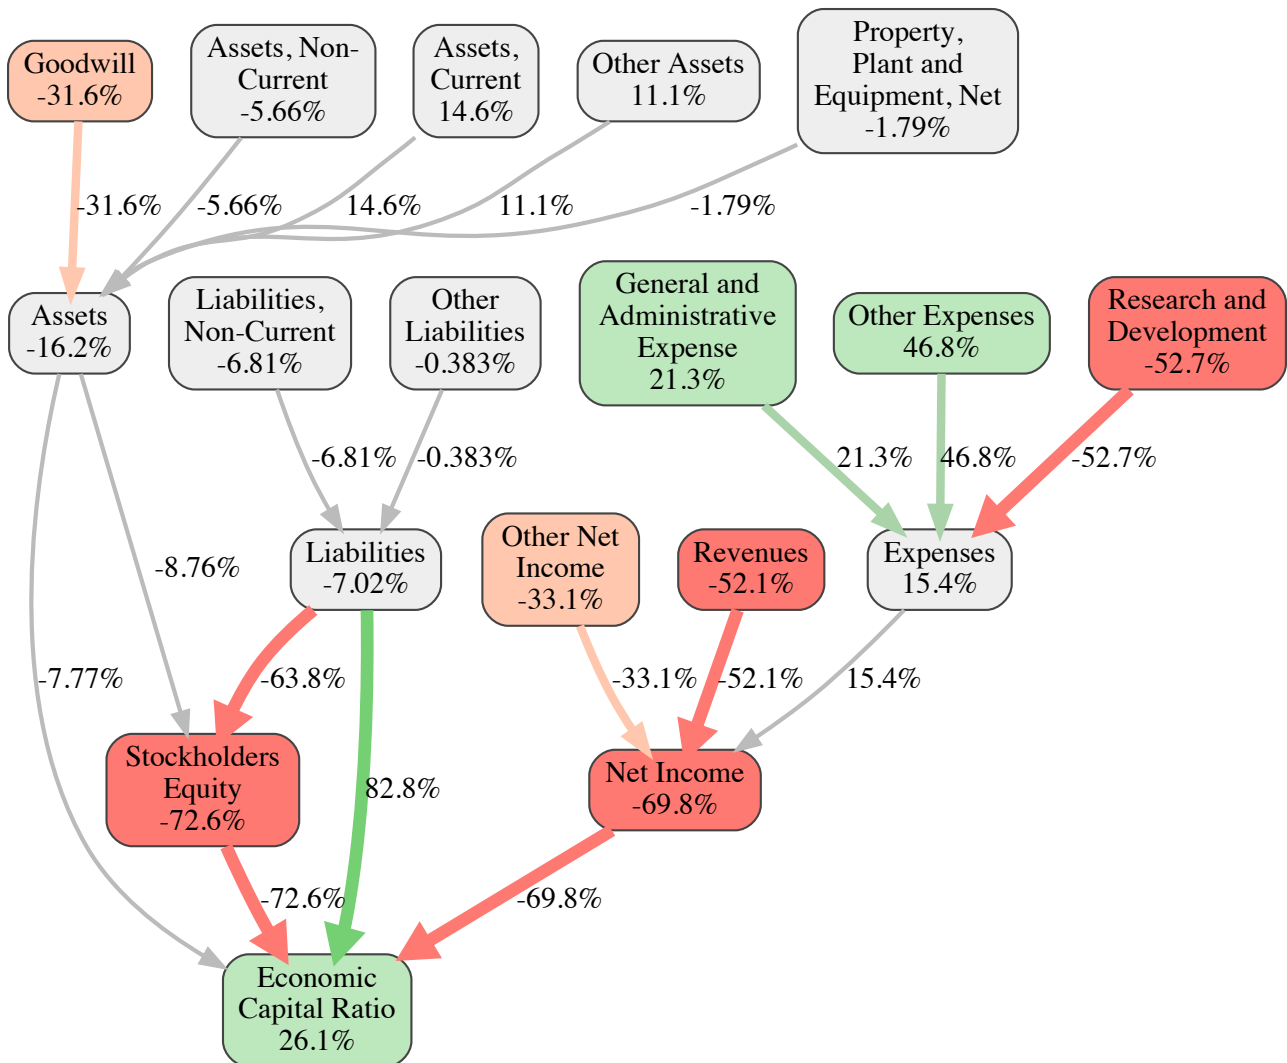 Goodwill
-31.6%
Assets, Non-
Current
-5.66%
Assets,
Current
14.6%
Other Assets
11.1%
Property,
Plant and
Equipment, Net
-1.79%
-31.6%
-5.66%
14.6%
11.1%
-1.79%
Assets
-16.2%
Liabilities,
Non-Current
-6.81%
Other
Liabilities
-0.383%
General and
Administrative
Expense
21.3%
Other Expenses
46.8%
Research and
Development
-52.7%
-6.81%
-0.383%
21.3%
46.8%
-52.7%
-8.76%
Liabilities
-7.02%
Other Net
Income
-33.1%
Revenues
-52.1%
Expenses
15.4%
-7.77%
-63.8%
-33.1%
-52.1%
15.4%
Stockholders
Equity
-72.6%
82.8%
Net Income
-69.8%
-72.6%
-69.8%
Economic
Capital Ratio
26.1%